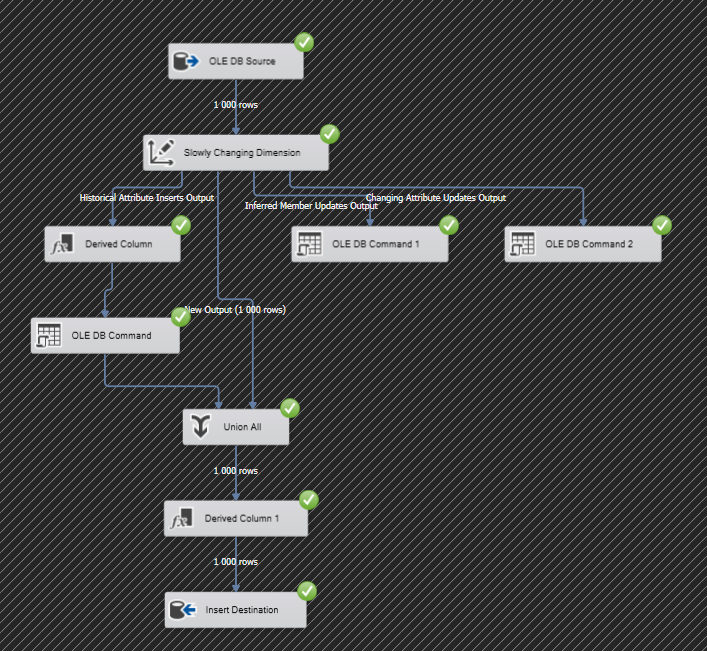 OLE DB Source
1 000 rows
Slowly Changing Dimension
Historical Attribute Inserts Output
Inferred Member Updates Output
Changing Attribute Updates Output
Derived Column
OLE DB Command 1
OLE DB Command 2
New Output (1 000 rows)
OLE DB Command
Union All
1 000 rows
Derived Column 1
1 000 rows
Insert Destination